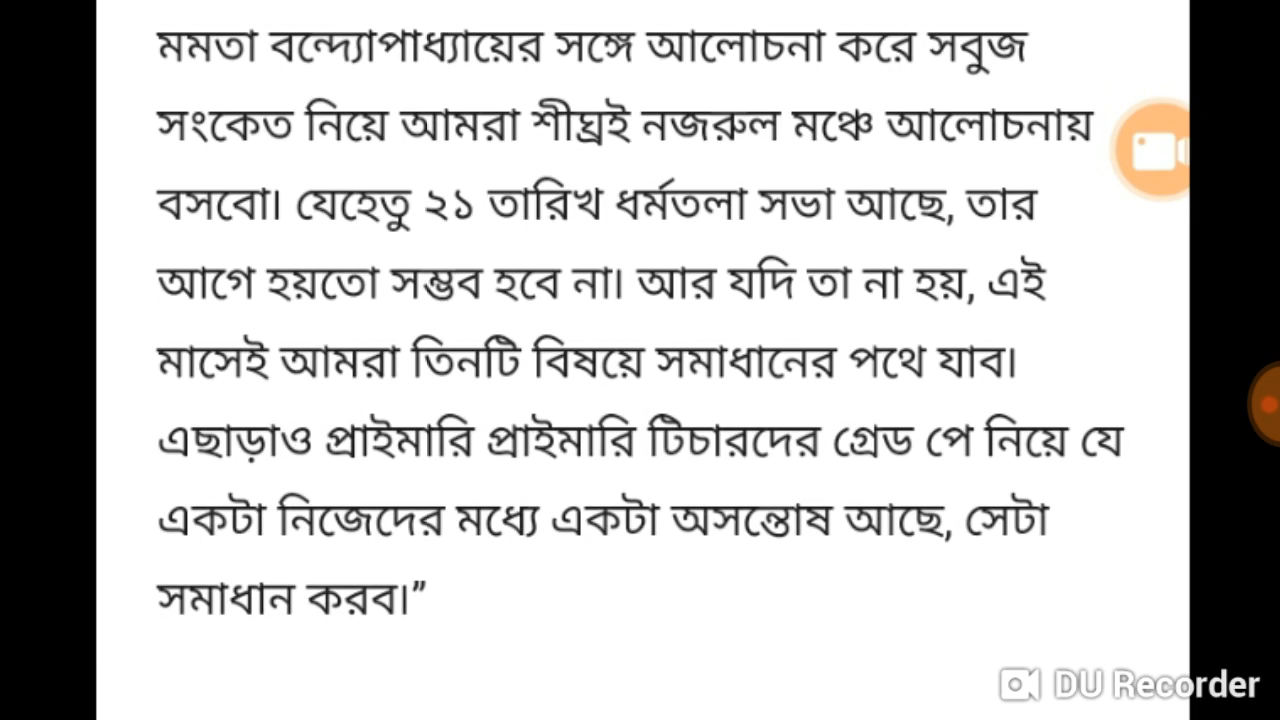 মমতা বন্দ্যোপাধ্যায়ের সঙ্গে আলোচনা করে সবুজ
সংকেত নিয়ে আমরা শীঘ্রই নজরুল মঞ্চে আলোচনায়
বসবো। যেহেতু ২১ তারিখ ধর্মতলা সভা আছে, তার
আগে হয়তো সম্ভব হবে না। আর যদি তা না হয়, এই
মাসেই আমরা তিনটি বিষয়ে সমাধানের পথে যাব।
এছাড়াও প্রাইমারি প্রাইমারি টিচারদের গ্রেড পে নিয়ে যে
একটা নিজেদের মধ্যে একটা অসন্তোষ আছে, সেটা
সমাধান করব।”
DU Recorder